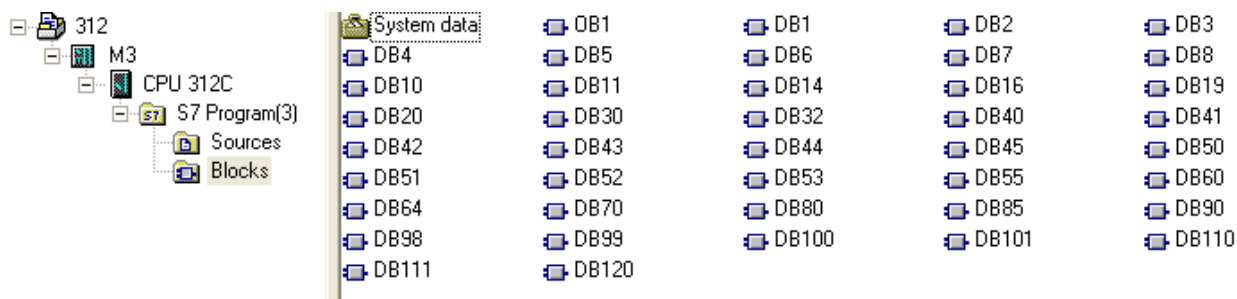 312
M3
CPU 312C
S7 Program(3)
Sources
Blocks
System data OB1 DB1 DB2 DB3
DB4 DB5 DB6 DB7 DB8
DB10 DB11 DB14 DB16 DB19
DB20 DB30 DB32 DB40 DB41
DB42 DB43 DB44 DB45 DB50
DB51 DB52 DB53 DB55 DB60
DB64 DB70 DB80 DB85 DB90
DB98 DB99 DB100 DB101 DB110
DB111 DB120